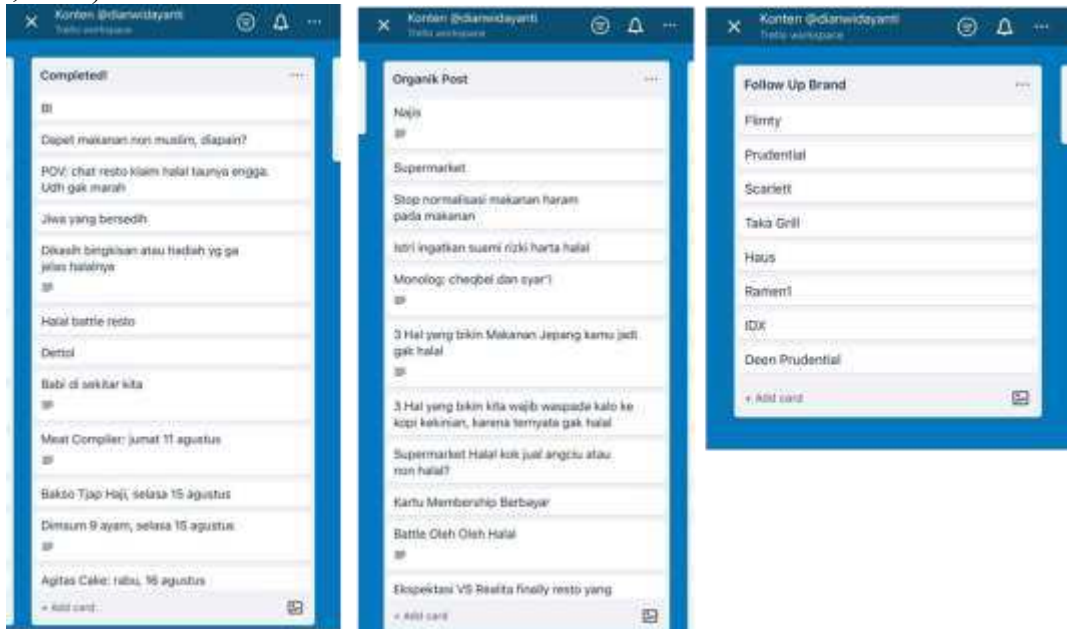 Konten @dianwidayanti
Trello workspace
Completed!
BI
Dapet makanan non muslim, diapain?
POV: chat resto klaim halal taunya engga.
Udh gak marah
Jiwa yang bersedih
Dikasih bingkisan atau hadiah yg ga
jelas halalnya
Halal battle resto
Dettol
Babi di sekitar kita
Meat Compiler: jumat 11 agustus
Bakso Tjap Haji, selasa 15 agustus
Dimsum 9 ayam, selasa 15 agustus
Agitas Cake: rabu, 16 agustus
+ Add card
Konten @dianwidayanti
Trello workspace
Organik Post
Najis
Supermarket
Stop normalisasi makanan haram
pada makanan
Istri ingatkan suami rizki harta halal
Monolog: cheqbel dan syar'i
3 Hal yang bikin Makanan Jepang kamu jadi
gak halal
3 Hal yang bikin kita wajib waspada kalo ke
kopi kekinian, karena ternyata gak halal
Supermarket Halal kok jual angciu atau
non halal?
Kartu Membership Berbayar
Battle Oleh Oleh Halal
Ekspektasi VS Realita finally resto yang
+ Add card
Konten @dianwidayanti
Trello workspace
Follow Up Brand
Flimty
Prudential
Scarlett
Taka Grill
Haus
Ramen1
IDX
Deen Prudential
+ Add card